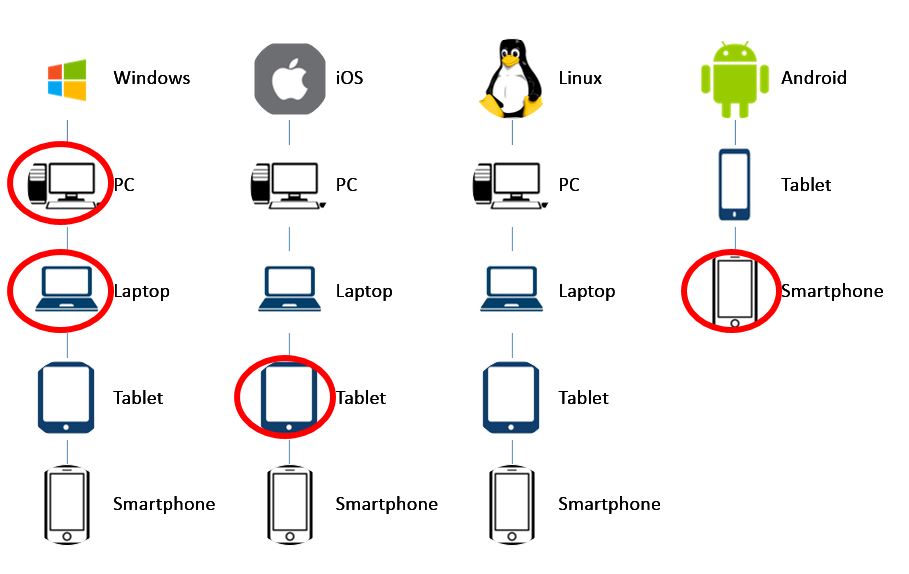 Windows
iOS
Linux
Android
PC
PC
PC
Tablet
Laptop
Laptop
Laptop
Smartphone
Tablet
Tablet
Tablet
Smartphone
Smartphone
Smartphone